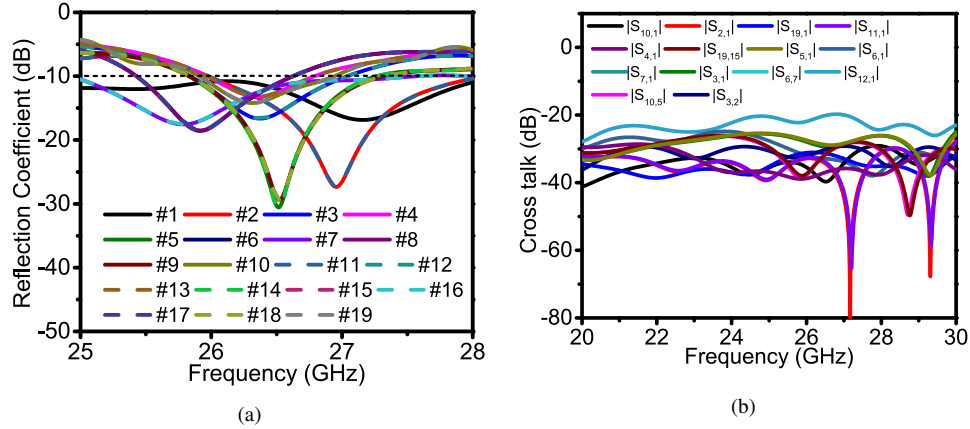 Reflection Coefficient (dB)
0
-10
-20
-30
-40
-50
#1 #2 #3 #4
#5 #6 #7 #8
#9 #10 #11 #12
#13 #14 #15 #16
#17 #18 #19
25 26 27 28
Frequency (GHz)
(a)
Cross talk (dB)
0
-20
-40
-60
-80
|S10,1| |S2,1| |S19,1| |S11,1|
|S4,1| |S19,15| |S5,1| |S6,1|
|S7,1| |S3,1| |S6,7| |S12,1|
|S10,5| |S3,2|
20 22 24 26 28 30
Frequency (GHz)
(b)